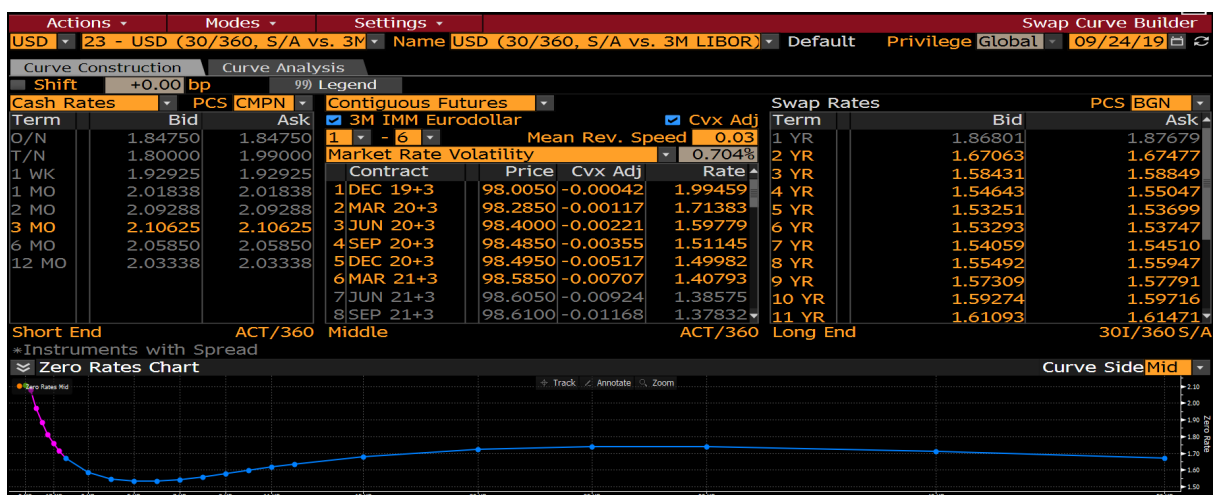 Actions Modes Settings Swap Curve Builder
USD 23 - USD (30/360, S/A vs. 3M Name USD (30/360, S/A vs. 3M LIBOR) Default Privilege Global 09/24/19
Curve Construction Curve Analysis
Shift +0.00 bp 99) Legend
Cash Rates PCS CMPN Contiguous Futures Swap Rates PCS BGN
Term Bid Ask 3M IMM Eurodollar Cvx Adj Term Bid Ask
O/N 1.84750 1.84750 1 - 6 Mean Rev. Speed 0.03 1 YR 1.86801 1.87679
T/N 1.80000 1.99000 Market Rate Volatility 0.704% 2 YR 1.67063 1.67477
1 WK 1.92925 1.92925 Contract Price Cvx Adj Rate 3 YR 1.58431 1.58849
1 MO 2.01838 2.01838 1 DEC 19+3 98.0050 -0.00042 1.99459 4 YR 1.54643 1.55047
2 MO 2.09288 2.09288 2 MAR 20+3 98.2850 -0.00117 1.71383 5 YR 1.53251 1.53699
3 MO 2.10625 2.10625 3 JUN 20+3 98.4000 -0.00221 1.59779 6 YR 1.53293 1.53747
6 MO 2.05850 2.05850 4 SEP 20+3 98.4850 -0.00355 1.51145 7 YR 1.54059 1.54510
12 MO 2.03338 2.03338 5 DEC 20+3 98.4950 -0.00517 1.49982 8 YR 1.55492 1.55947
6 MAR 21+3 98.5850 -0.00707 1.40793 9 YR 1.57309 1.57791
7 JUN 21+3 98.6050 -0.00924 1.38575 10 YR 1.59274 1.59716
8 SEP 21+3 98.6100 -0.01168 1.37832 11 YR 1.61093 1.61471
Short End ACT/360 Middle ACT/360 Long End 30I/360 S/A
*Instruments with Spread
Zero Rates Chart Curve Side Mid
Zero Rates Mid Track Annotate Zoom
2.10
2.00
1.90
1.80
1.70
1.60
1.50
Zero Rate